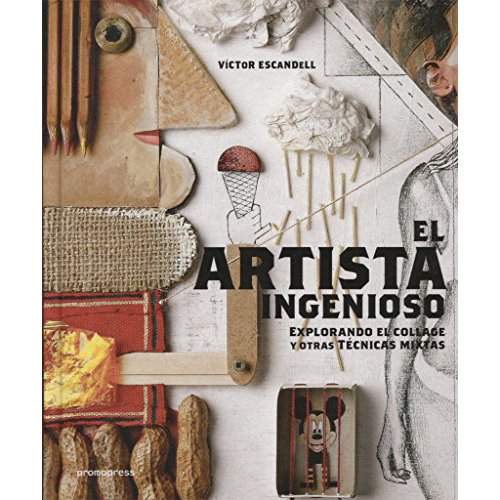 VÍCTOR ESCANDELL
EL
ARTISTA
INGENIOSO
EXPLORANDO EL COLLAGE
Y OTRAS TÉCNICAS MIXTAS
promopress